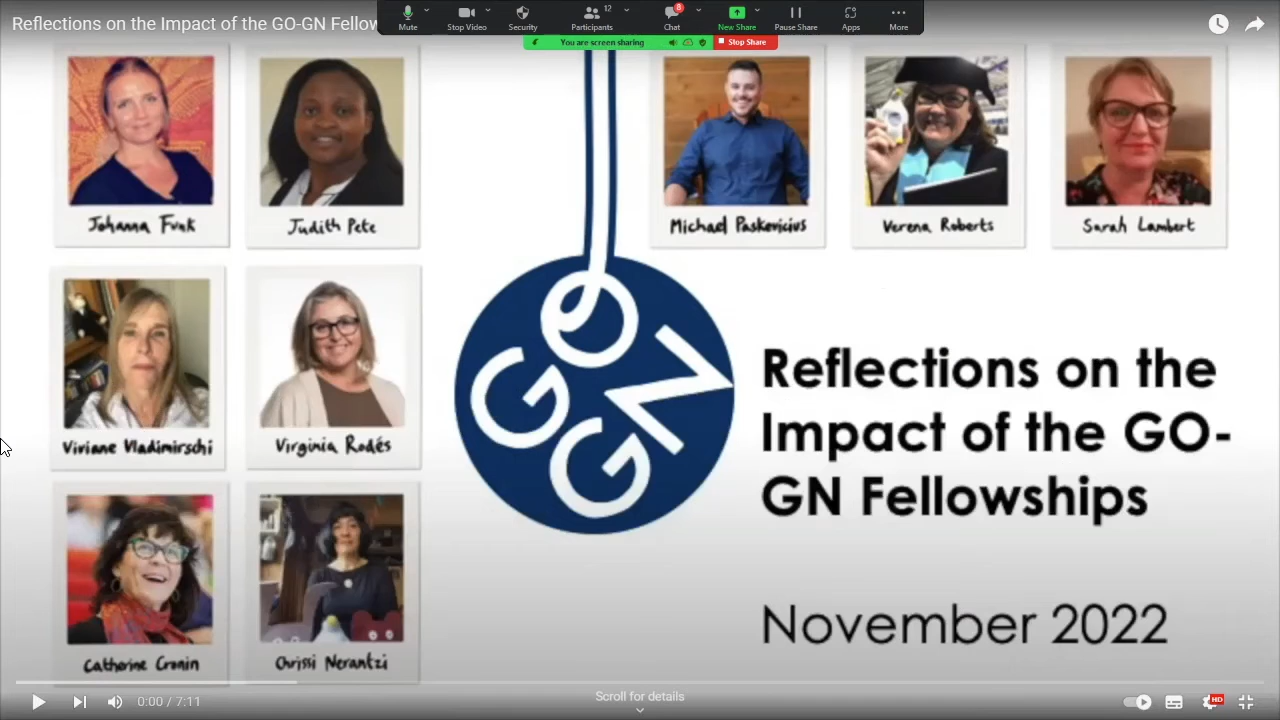 Reflections on the Impact of the GO-GN Fellow
Mute
Stop Video
Security
12
Participants
8
Chat
New Share
Pause Share
Apps
More
You are screen sharing
Stop Share
Johanna Funk
Judith Pete
Michael Paskevicius
Verena Roberts
Sarah Lambert
Viviane Vladimirschi
Virginia Rodés
Catherine Cronin
Chrissi Nerantzi
GO
GN
Reflections on the
Impact of the GO-
GN Fellowships
November 2022
0:00 / 7:11
Scroll for details
HD